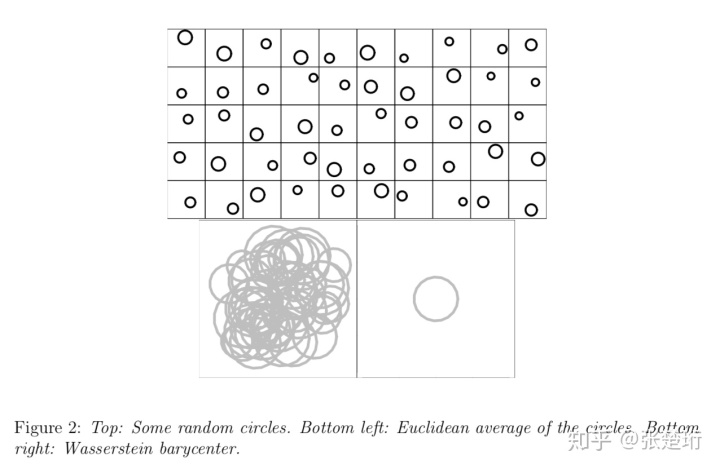 Figure 2: Top: Some random circles. Bottom left: Euclidean average of the circles. Bottom
right: Wasserstein barycenter.
知乎 @张楚珩